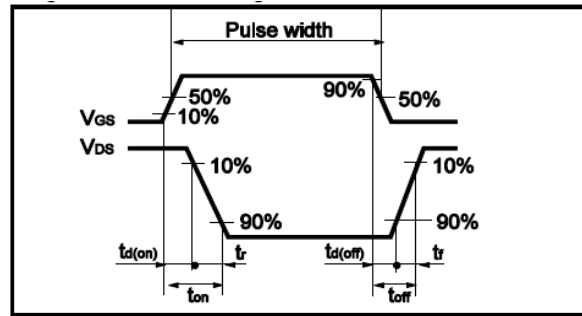 Pulse width
90%
50%
50%
10%
VGS
VDS
10%
10%
90%
90%
td(on)
tr
td(off)
tf
ton
toff